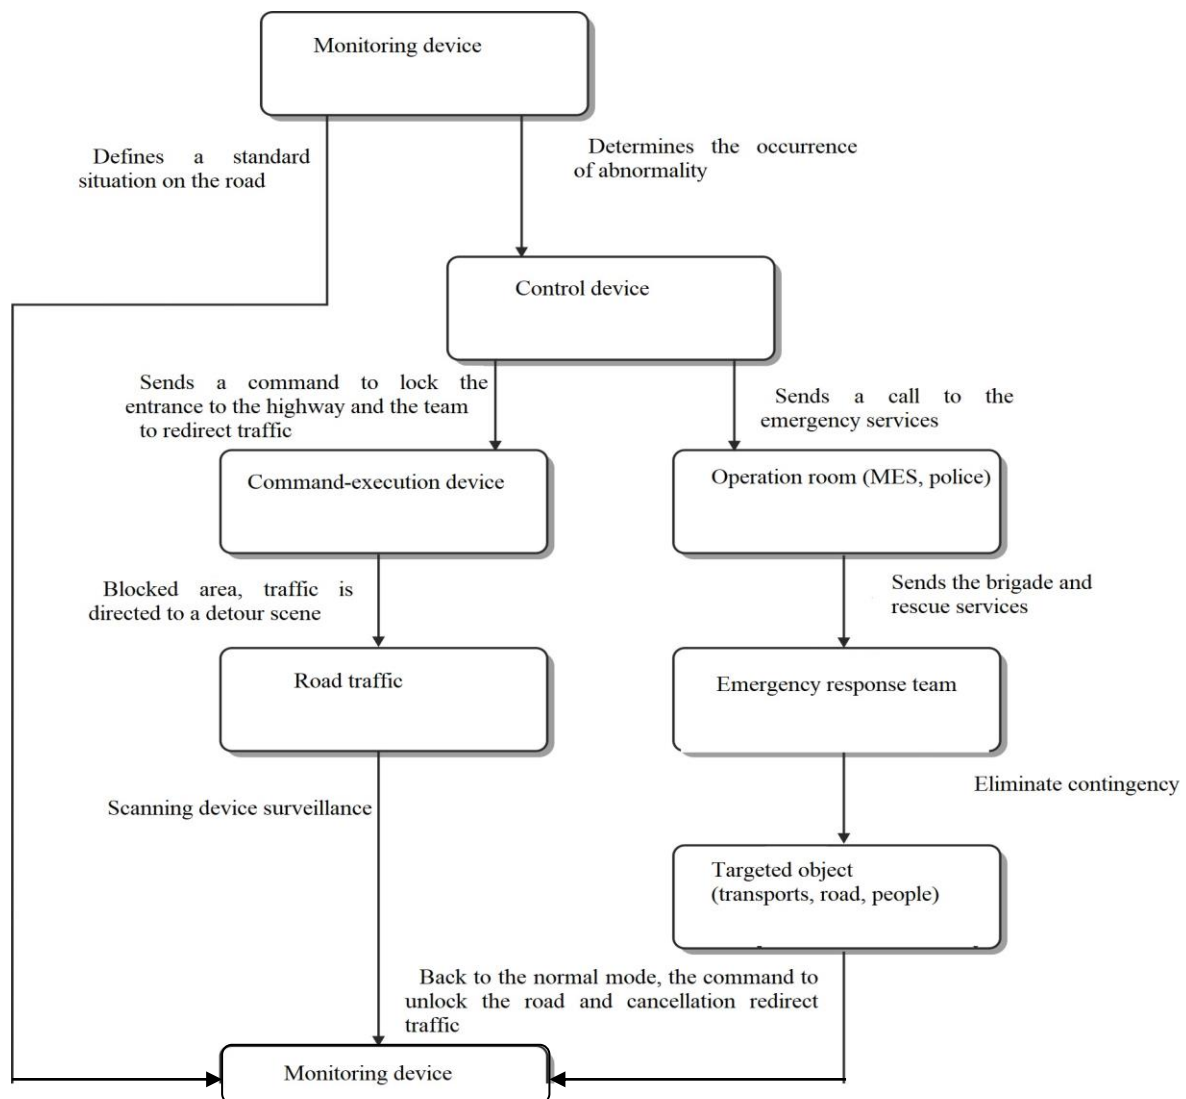 Monitoring device
Defines a standard
situation on the road
Determines the occurrence
of abnormality
Control device
Sends a command to lock the
entrance to the highway and the team
to redirect traffic
Sends a call to the
emergency services
Command-execution device
Operation room (MES, police)
Blocked area, traffic is
directed to a detour scene
Sends the brigade and
rescue services
Road traffic
Emergency response team
Scanning device surveillance
Eliminate contingency
Targeted object
(transports, road, people)
Back to the normal mode, the command to
unlock the road and cancellation redirect
traffic
Monitoring device